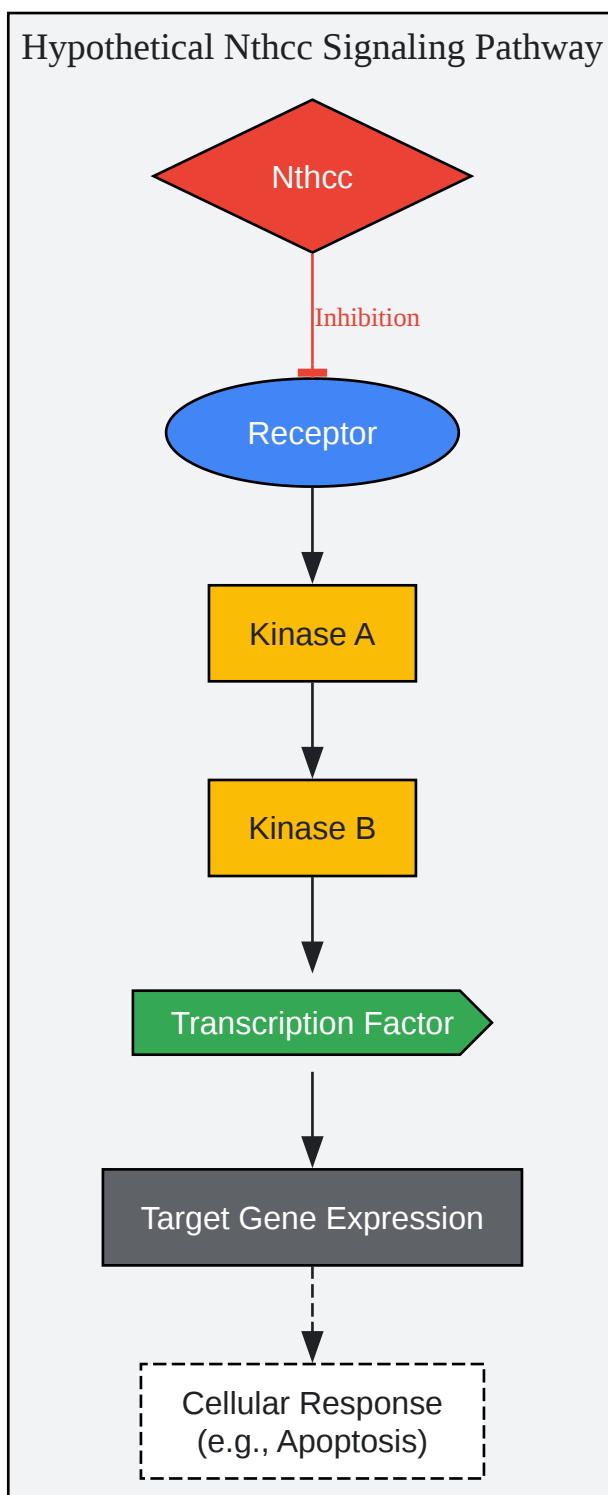 Hypothetical Nthcc Signaling Pathway
Nthcc
Inhibition
Receptor
Kinase A
Kinase B
Transcription Factor
Target Gene Expression
Cellular Response
(e.g., Apoptosis)